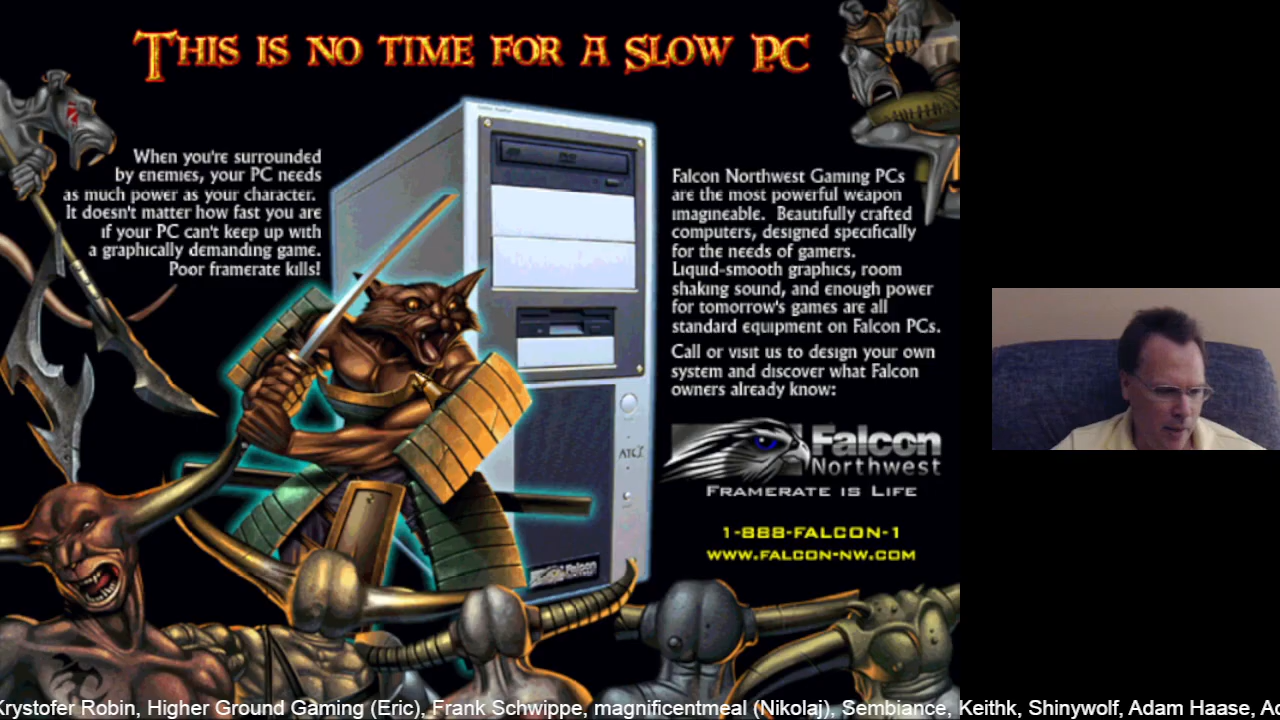 THIS IS NO TIME FOR A SLOW PC
When you're surrounded
by enemies, your PC needs
as much power as your character.
It doesn't matter how fast you are
if your PC can't keep up with
a graphically demanding game.
Poor framerate kills!
Falcon Northwest Gaming PCs
are the most powerful weapon
imagineable. Beautifully crafted
computers, designed specifically
for the needs of gamers.
Liquid-smooth graphics, room
shaking sound, and enough power
for tomorrow's games are all
standard equipment on Falcon PCs.
Call or visit us to design your own
system and discover what Falcon
owners already know:
Falcon
Northwest
FRAMERATE IS LIFE
1-888-FALCON-1
WWW.FALCON-NW.COM
Falcon
Krystofer Robin, Higher Ground Gaming (Eric), Frank Schwippe, magnificentmeal (Nikolaj), Sembiance, Keithk, Shinywolf, Adam Haase, Ac